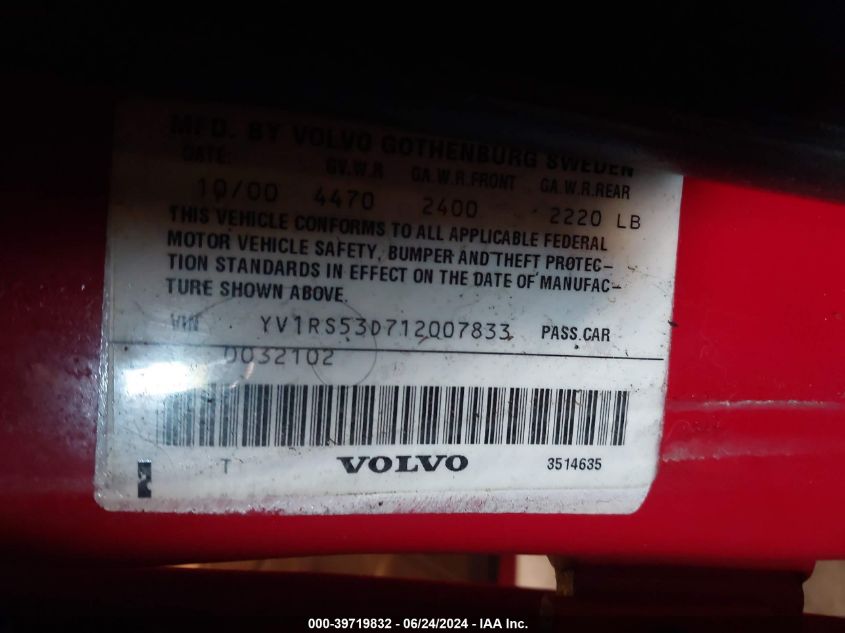 MFD. BY VOLVO GOTHENBURG SWEDEN
DATE: GV.W.R GA.W.R.FRONT GA.W.R.REAR
10/00 4470 2400 2220 LB
THIS VEHICLE CONFORMS TO ALL APPLICABLE FEDERAL
MOTOR VEHICLE SAFETY, BUMPER AND THEFT PROTEC-
TION STANDARDS IN EFFECT ON THE DATE OF MANUFAC-
TURE SHOWN ABOVE.
VIN YV1RS53D712007833 PASS.CAR
0032102
T VOLVO 3514635
000-39719832 - 06/24/2024 - IAA Inc.